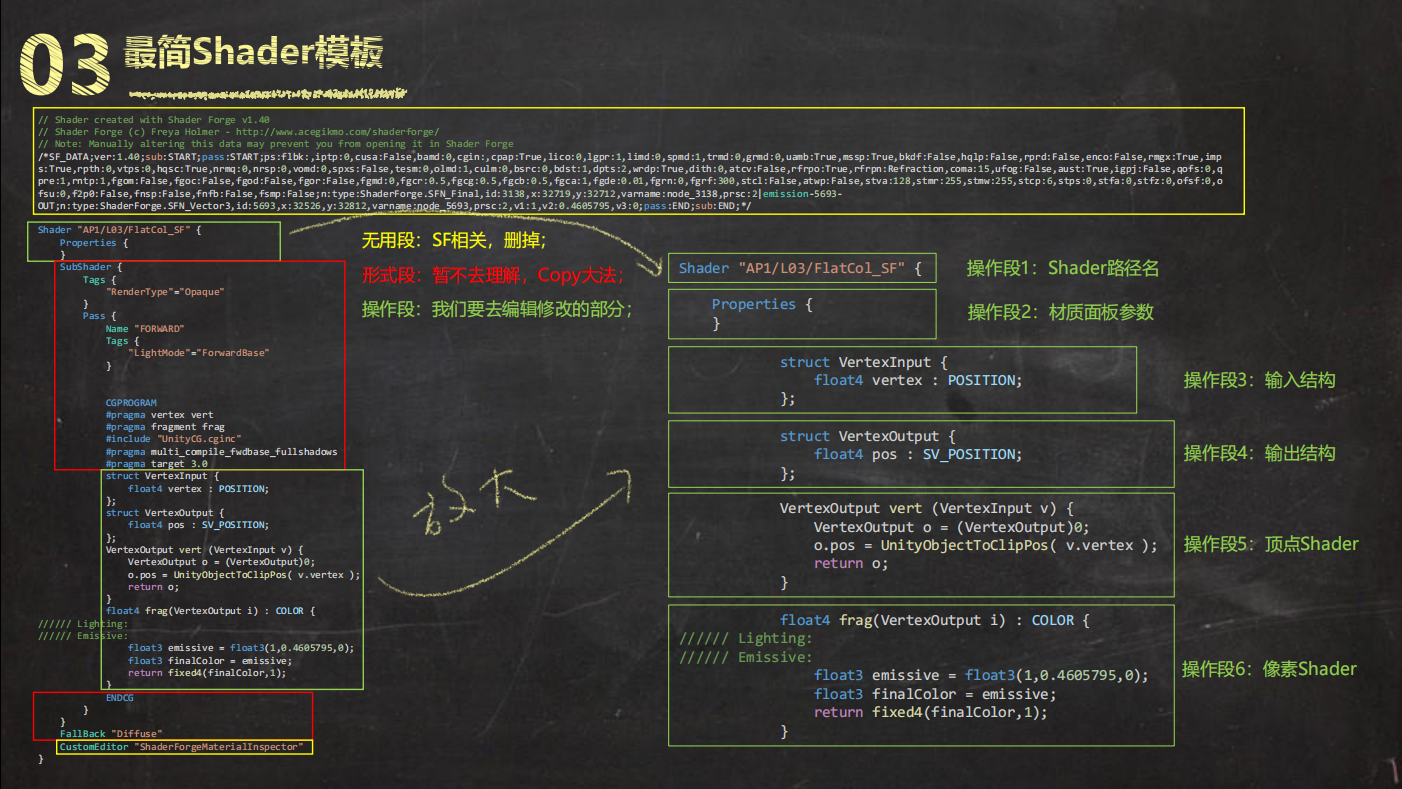 03 最简Shader模板
// Shader created with Shader Forge v1.40
// Shader Forge (c) Freya Holmer - http://www.acegikmo.com/shaderforge/
// Note: Manually altering this data may prevent you from opening it in Shader Forge
/*SF_DATA;ver:1.40;sub:START;pass:START;ps:flbk:,iptp:0,cusa:False,bamd:0,cgin:,cpap:True,lico:0,lgpr:1,limd:0,spmd:1,trmd:0,grmd:0,uamb:True,mssp:True,bkdf:False,hqlp:False,rprd:False,enco:False,rmgx:True,imp
s:True,rpth:0,vtps:0,hqsc:True,nrmq:0,nrsp:0,vomd:0,spxs:False,tesm:0,olmd:1,culm:0,bsrc:0,bdst:1,dpts:2,wrdp:True,dith:0,atcv:False,rfrpo:True,rfrpn:Refraction,coma:15,ufog:False,aust:True,igpj:False,qofs:0,q
pre:1,rntp:1,fgom:False,fgoc:False,fgod:False,fgor:False,fgmd:0,fgcr:0.5,fgcg:0.5,fgcb:0.5,fgca:1,fgde:0.01,fgrn:0,fgrf:300,stcl:False,atwp:False,stva:128,stmr:255,stmw:255,stcp:6,stps:0,stfa:0,stfz:0,ofsf:0,o
fsu:0,f2p0:False,fnsp:False,fnfb:False,fsmp:False;n:type:ShaderForge.SFN_Final,id:3138,x:32719,y:32712,varname:node_3138,prsc:2|emission-5693-
OUT;n:type:ShaderForge.SFN_Vector3,id:5693,x:32526,y:32812,varname:node_5693,prsc:2,v1:1,v2:0.4605795,v3:0;pass:END;sub:END;*/
Shader "AP1/L03/FlatCol_SF" {
Properties {
}
SubShader {
Tags {
"RenderType"="Opaque"
}
Pass {
Name "FORWARD"
Tags {
"LightMode"="ForwardBase"
}
CGPROGRAM
#pragma vertex vert
#pragma fragment frag
#include "UnityCG.cginc"
#pragma multi_compile_fwdbase_fullshadows
#pragma target 3.0
struct VertexInput {
float4 vertex : POSITION;
};
struct VertexOutput {
float4 pos : SV_POSITION;
};
VertexOutput vert (VertexInput v) {
VertexOutput o = (VertexOutput)0;
o.pos = UnityObjectToClipPos( v.vertex );
return o;
}
float4 frag(VertexOutput i) : COLOR {
////// Lighting:
////// Emissive:
float3 emissive = float3(1,0.4605795,0);
float3 finalColor = emissive;
return fixed4(finalColor,1);
}
ENDCG
}
}
FallBack "Diffuse"
CustomEditor "ShaderForgeMaterialInspector"
}
无用段：SF相关，删掉；
形式段：暂不去理解，Copy大法；
操作段：我们要去编辑修改的部分；
放大
Shader "AP1/L03/FlatCol_SF" {
操作段1：Shader路径名
Properties {
}
操作段2：材质面板参数
struct VertexInput {
float4 vertex : POSITION;
};
操作段3：输入结构
struct VertexOutput {
float4 pos : SV_POSITION;
};
操作段4：输出结构
VertexOutput vert (VertexInput v) {
VertexOutput o = (VertexOutput)0;
o.pos = UnityObjectToClipPos( v.vertex );
return o;
}
操作段5：顶点Shader
float4 frag(VertexOutput i) : COLOR {
////// Lighting:
////// Emissive:
float3 emissive = float3(1,0.4605795,0);
float3 finalColor = emissive;
return fixed4(finalColor,1);
}
操作段6：像素Shader